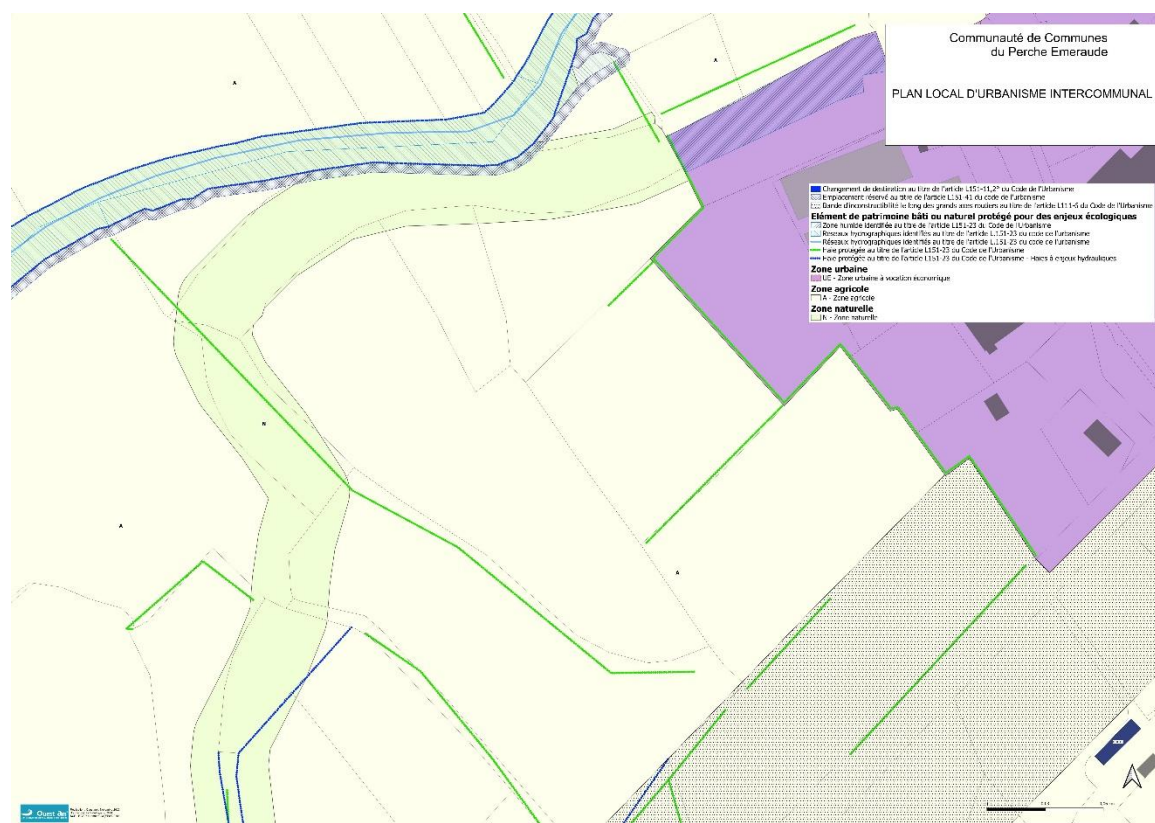 Communauté de Communes
du Perche Emeraude
PLAN LOCAL D'URBANISME INTERCOMMUNAL
Changement de destination au titre de l'article L151-11,2° du Code de l'Urbanisme
Emplacement réservé au titre de l'article L151-41 du code de l'urbanisme
Bande d'inconstructibilité le long des grands axes routiers au titre de l'article L111-6 du Code de l'Urbanisme
Elément de patrimoine bâti ou naturel protégé pour des enjeux écologiques
Zone humide identifiée au titre de l'article L151-23 du Code de l'Urbanisme
Réseaux hydrographiques identifiés au titre de l'article L.151-23 du code de l'urbanisme
Réseaux hydrographiques identifiés au titre de l'article L.151-23 du code de l'urbanisme
Haie protégée au titre de l'article L151-23 du Code de l'Urbanisme
Haie protégée au titre de l'article L151-23 du Code de l'Urbanisme - Haies à enjeux hydrauliques
Zone urbaine
UE - Zone urbaine à vocation économique
Zone agricole
A - Zone agricole
Zone naturelle
N - Zone naturelle
A
A
N
A
A